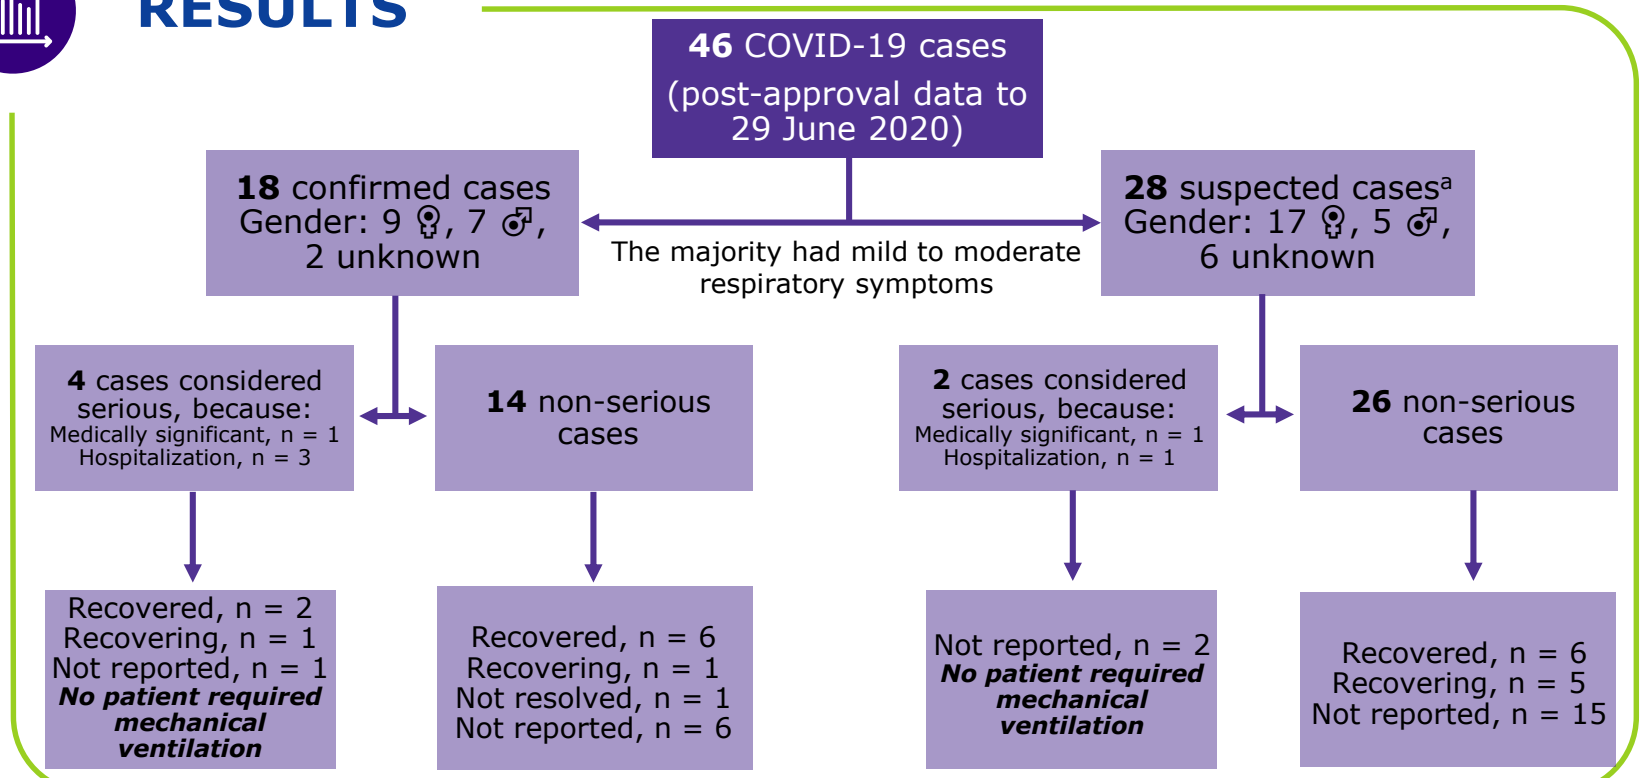 RESULTS
46 COVID-19 cases
(post-approval data to
29 June 2020)
18 confirmed cases
Gender: 9 ♀, 7 ♂,
2 unknown
28 suspected casesᵃ
Gender: 17 ♀, 5 ♂,
6 unknown
The majority had mild to moderate
respiratory symptoms
4 cases considered
serious, because:
Medically significant, n = 1
Hospitalization, n = 3
14 non-serious
cases
2 cases considered
serious, because:
Medically significant, n = 1
Hospitalization, n = 1
26 non-serious
cases
Recovered, n = 2
Recovering, n = 1
Not reported, n = 1
No patient required
mechanical
ventilation
Recovered, n = 6
Recovering, n = 1
Not resolved, n = 1
Not reported, n = 6
Not reported, n = 2
No patient required
mechanical
ventilation
Recovered, n = 6
Recovering, n = 5
Not reported, n = 15